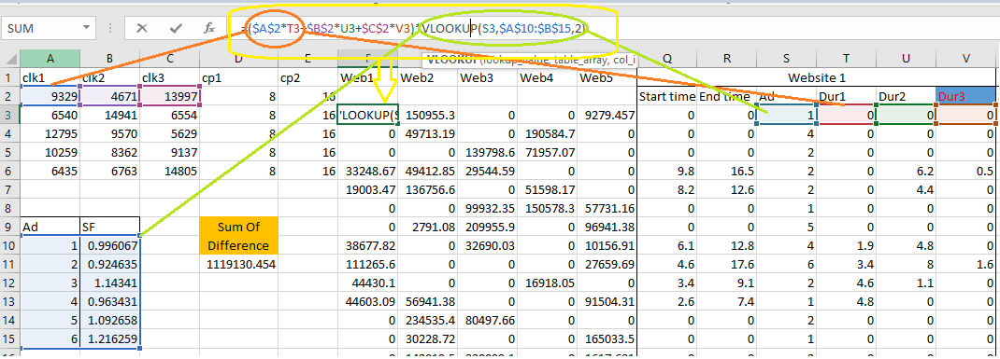 SUM fx =($A$2*T3+$B$2*U3+$C$2*V3)*VLOOKUP(S3,$A$10:$B$15,2)
VLOOKUP(lookup_value, table_array, col_i
A B C D E F Q R S T U V
1 clk1 clk2 clk3 cp1 cp2 Web1 Web2 Web3 Web4 Web5 Website 1
2 9329 4671 13997 8 16 Start time End time Ad Dur1 Dur2 Dur3
3 6540 14941 6554 8 16 'LOOKUP($ 150955.3 0 0 9279.457 0 0 1 0 0 0
4 12795 9570 5629 8 16 0 49713.19 0 190584.7 0 0 0 4 0 0 0
5 10259 8362 9137 8 16 0 0 139798.6 71957.07 0 0 0 2 0 0 0
6 6435 6763 14805 8 16 33248.67 49412.85 29544.59 0 0 9.8 16.5 2 0 6.2 0.5
7 19003.47 136756.6 0 51598.17 0 8.2 12.6 2 0 4.4 0
8 0 0 99932.35 150578.3 57731.16 0 0 1 0 0 0
9 Ad SF Sum Of 0 2791.08 209955.9 0 96941.38 0 0 5 0 0 0
10 1 0.996067 Difference 38677.82 0 32690.03 0 10156.91 6.1 12.8 4 1.9 4.8 0
11 2 0.924635 1119130.454 111265.6 0 0 0 27659.69 4.6 17.6 6 3.4 8 1.6
12 3 1.14341 44430.1 0 0 16918.05 0 3.4 9.1 2 4.6 1.1 0
13 4 0.963431 44603.09 56941.38 0 0 91504.31 2.6 7.4 1 4.8 0 0
14 5 1.092658 0 234535.4 80497.66 0 0 0 0 2 0 0 0
15 6 1.216259 0 30228.72 0 0 165033.5 0 0 1 0 0 0